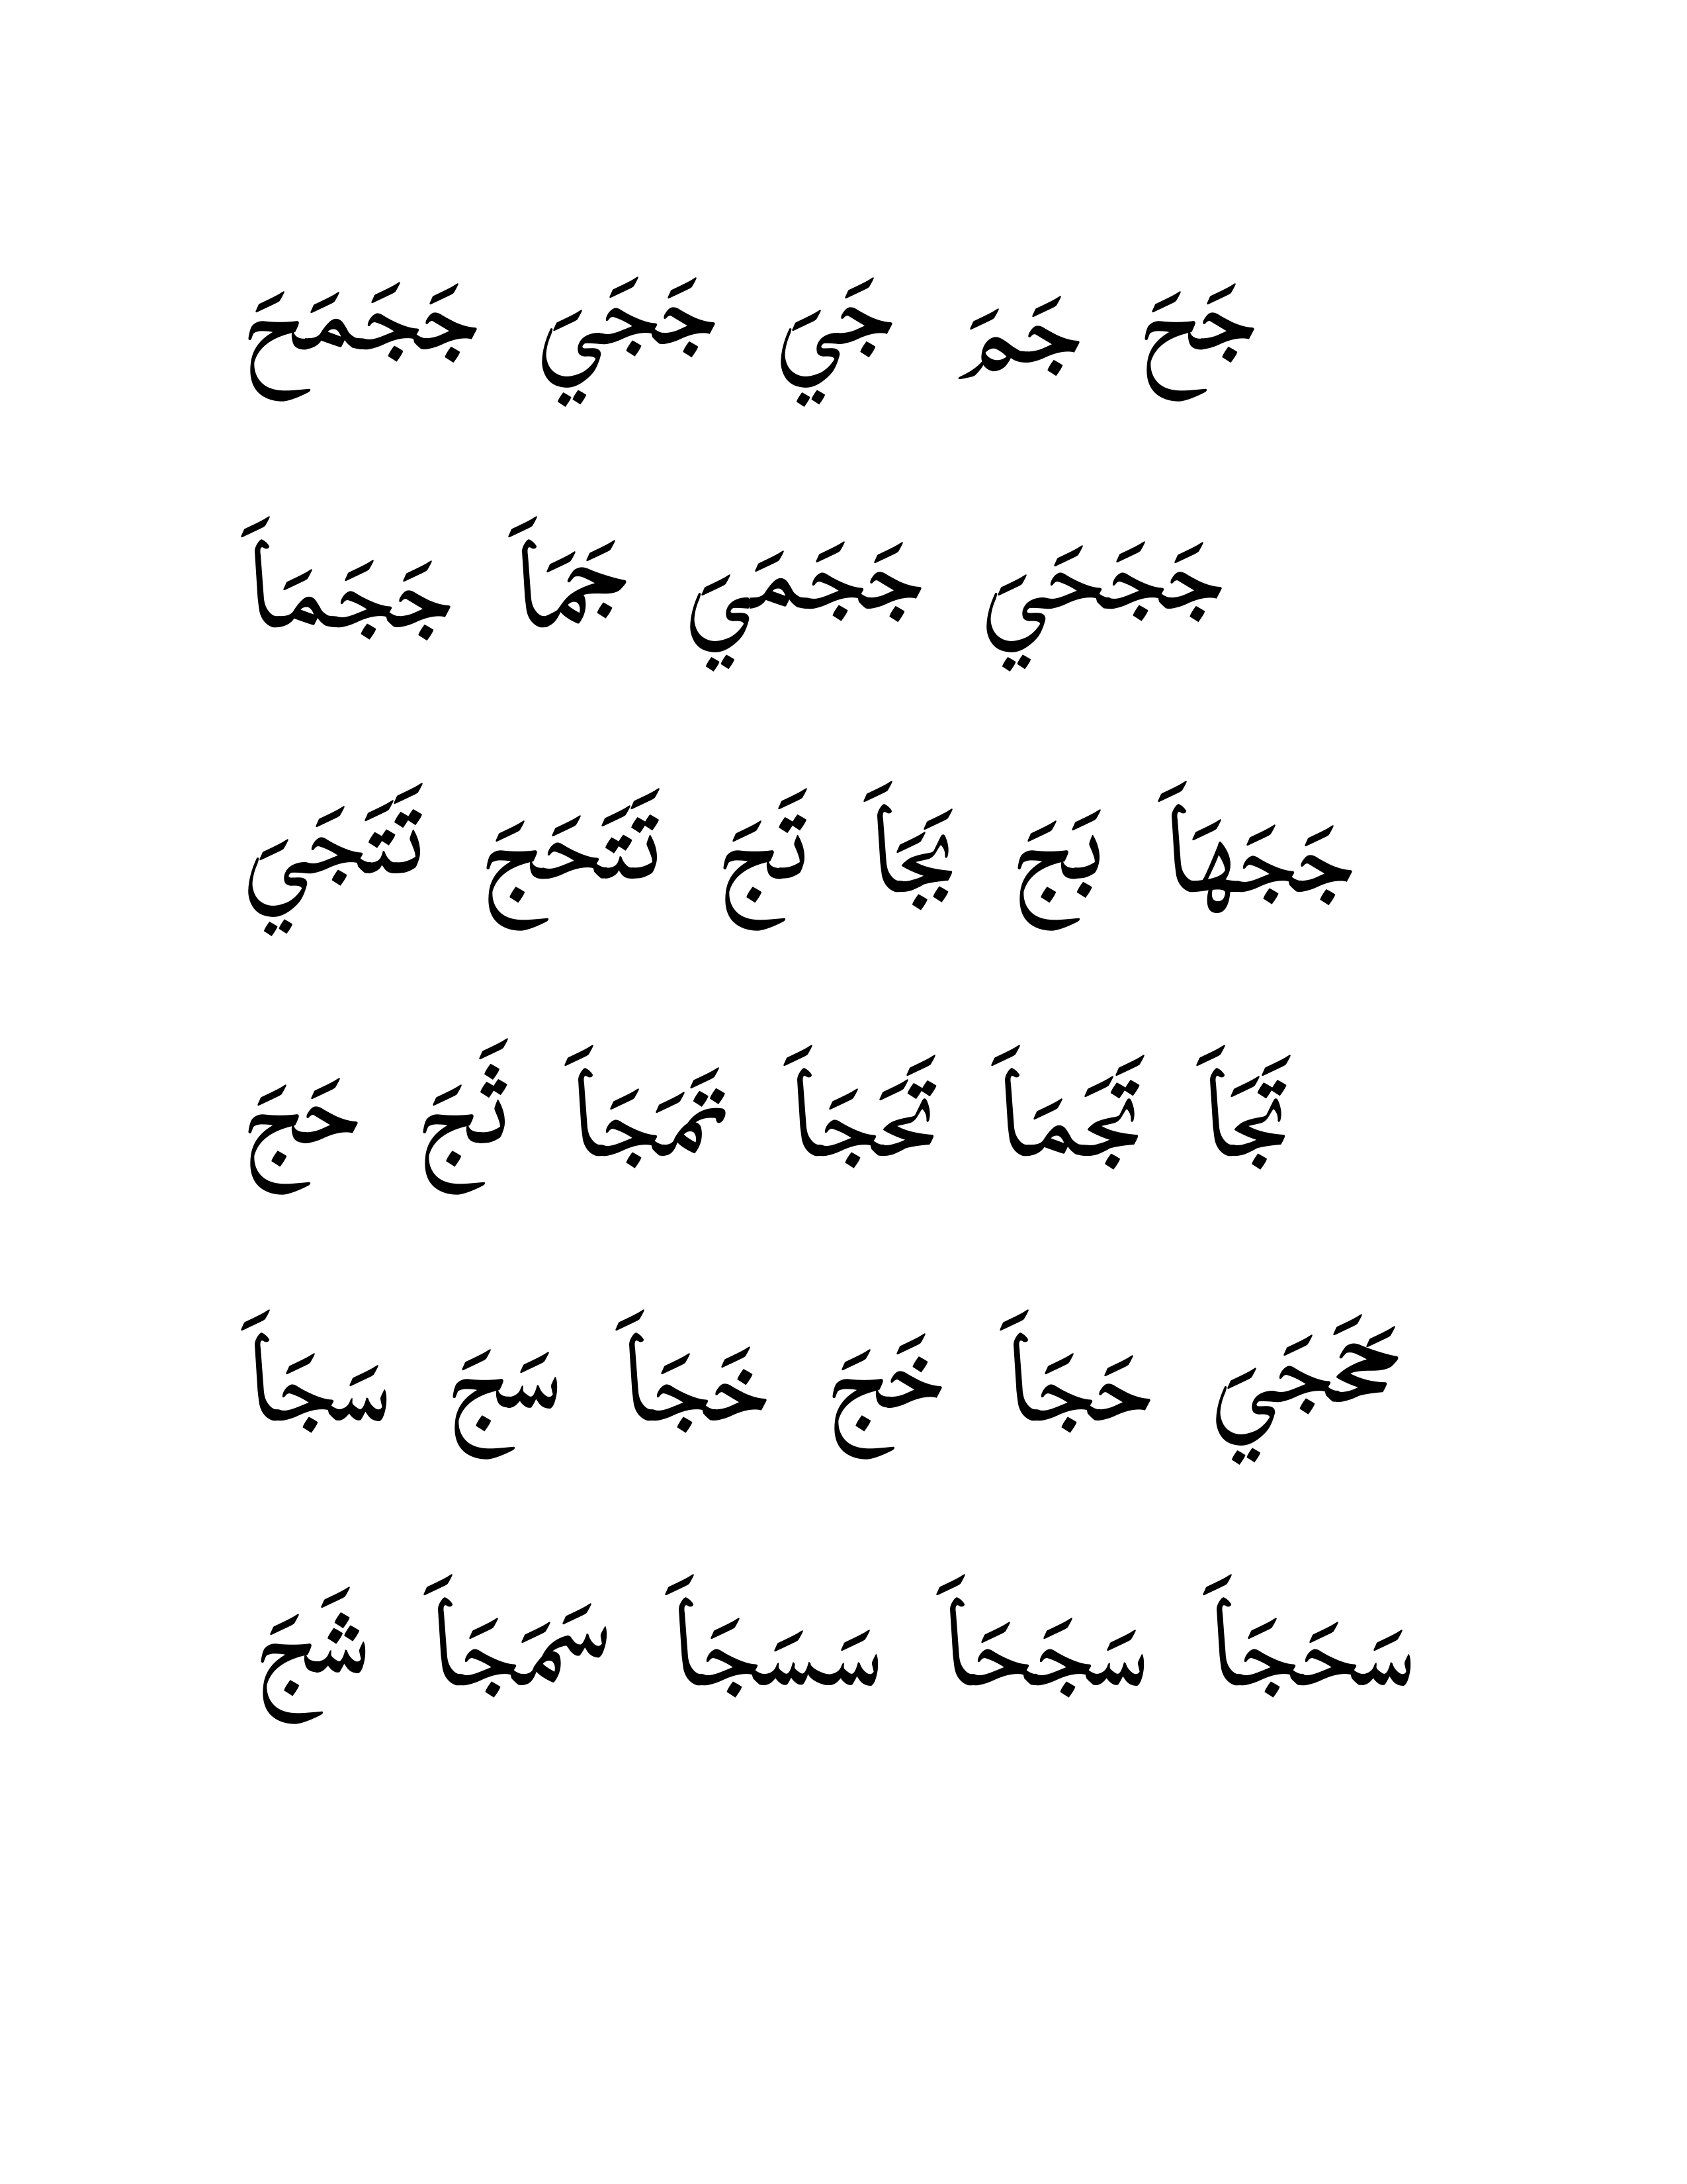 جَحَ جَمَ جَيَ جَجَيَ جَجَمَحَ
جَجَحَيَ جَجَمَيَ جَمَاَ جَجَمَاَ
جَجَهَاَ بَجَ بَجَاَ تَجَ تَتَحَجَ تَتَجَيَ
تَجَاَ تَجَمَاَ تَحَجَاَ تَمَجَاَ ثَجَ حَجَ
حَحَجَيَ حَجَاَ خَجَ خَجَاَ سَجَ سَجَاَ
سَحَجَاَ سَجَحَاَ سَسَجَاَ سَمَجَاَ شَجَ